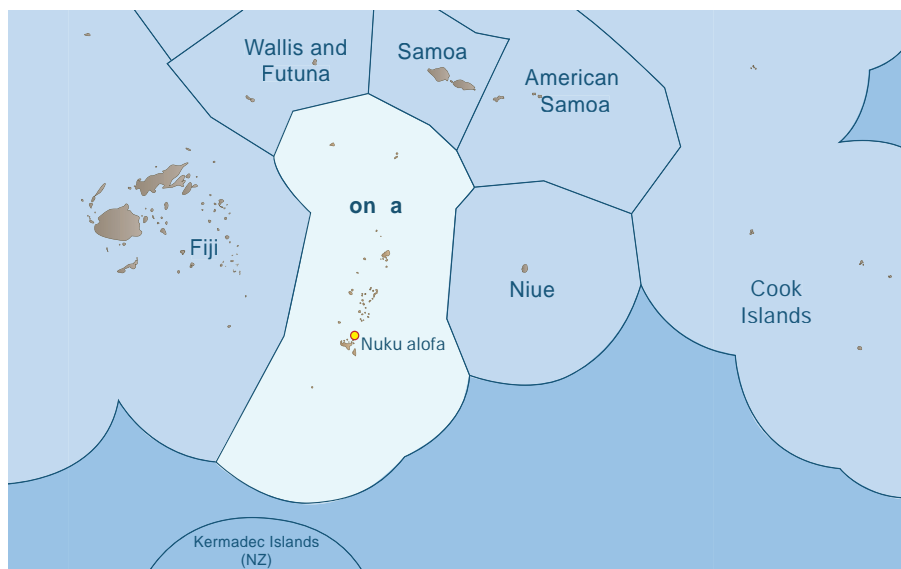 Wallis and
Futuna
Samoa
American
Samoa
on a
Fiji
Niue
Cook
Islands
Nuku alofa
Kermadec Islands
(NZ)